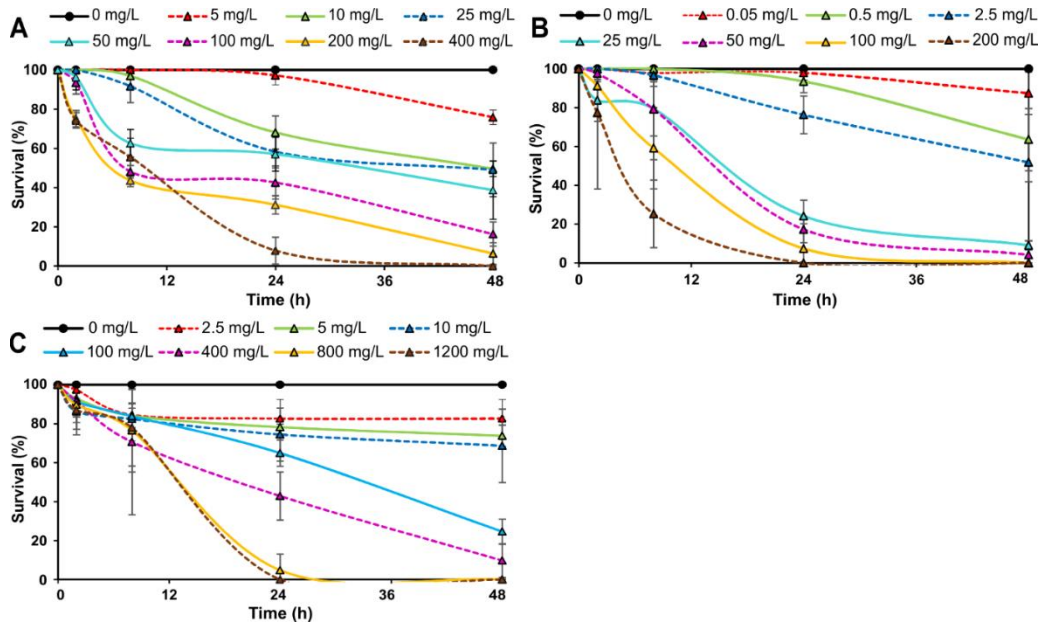 A
0 mg/L 5 mg/L 10 mg/L 25 mg/L
50 mg/L 100 mg/L 200 mg/L 400 mg/L
Survival (%)
100
80
60
40
20
0
0 12 24 36 48
Time (h)
B
0 mg/L 0.05 mg/L 0.5 mg/L 2.5 mg/L
25 mg/L 50 mg/L 100 mg/L 200 mg/L
Survival (%)
100
80
60
40
20
0
0 12 24 36 48
Time (h)
C
0 mg/L 2.5 mg/L 5 mg/L 10 mg/L
100 mg/L 400 mg/L 800 mg/L 1200 mg/L
Survival (%)
100
80
60
40
20
0
0 12 24 36 48
Time (h)